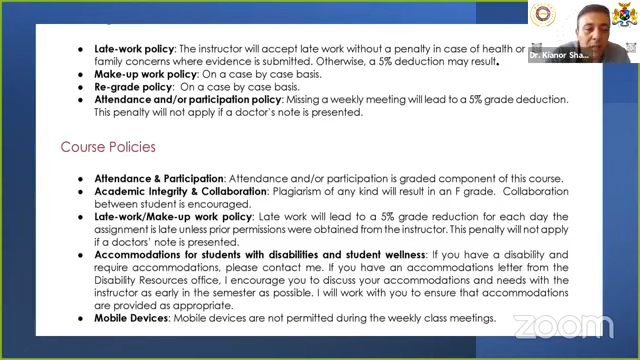 • Late-work policy: The instructor will accept late work without a penalty in case of health or
family concerns where evidence is submitted. Otherwise, a 5% deduction may result.
• Make-up work policy: On a case by case basis.
• Re-grade policy: On a case by case basis.
• Attendance and/or participation policy: Missing a weekly meeting will lead to a 5% grade deduction.
This penalty will not apply if a doctor's note is presented.
Course Policies
• Attendance & Participation: Attendance and/or participation is graded component of this course.
• Academic Integrity & Collaboration: Plagiarism of any kind will result in an F grade. Collaboration
between student is encouraged.
• Late-work/Make-up work policy: Late work will lead to a 5% grade reduction for each day the
assignment is late unless prior permissions were obtained from the instructor. This penalty will not apply
if a doctors' note is presented.
• Accommodations for students with disabilities and student wellness: If you have a disability and
require accommodations, please contact me. If you have an accommodations letter from the
Disability Resources office, I encourage you to discuss your accommodations and needs with the
instructor as early in the semester as possible. I will work with you to ensure that accommodations
are provided as appropriate.
• Mobile Devices: Mobile devices are not permitted during the weekly class meetings.
Dr. Kianor Sha...
zoom